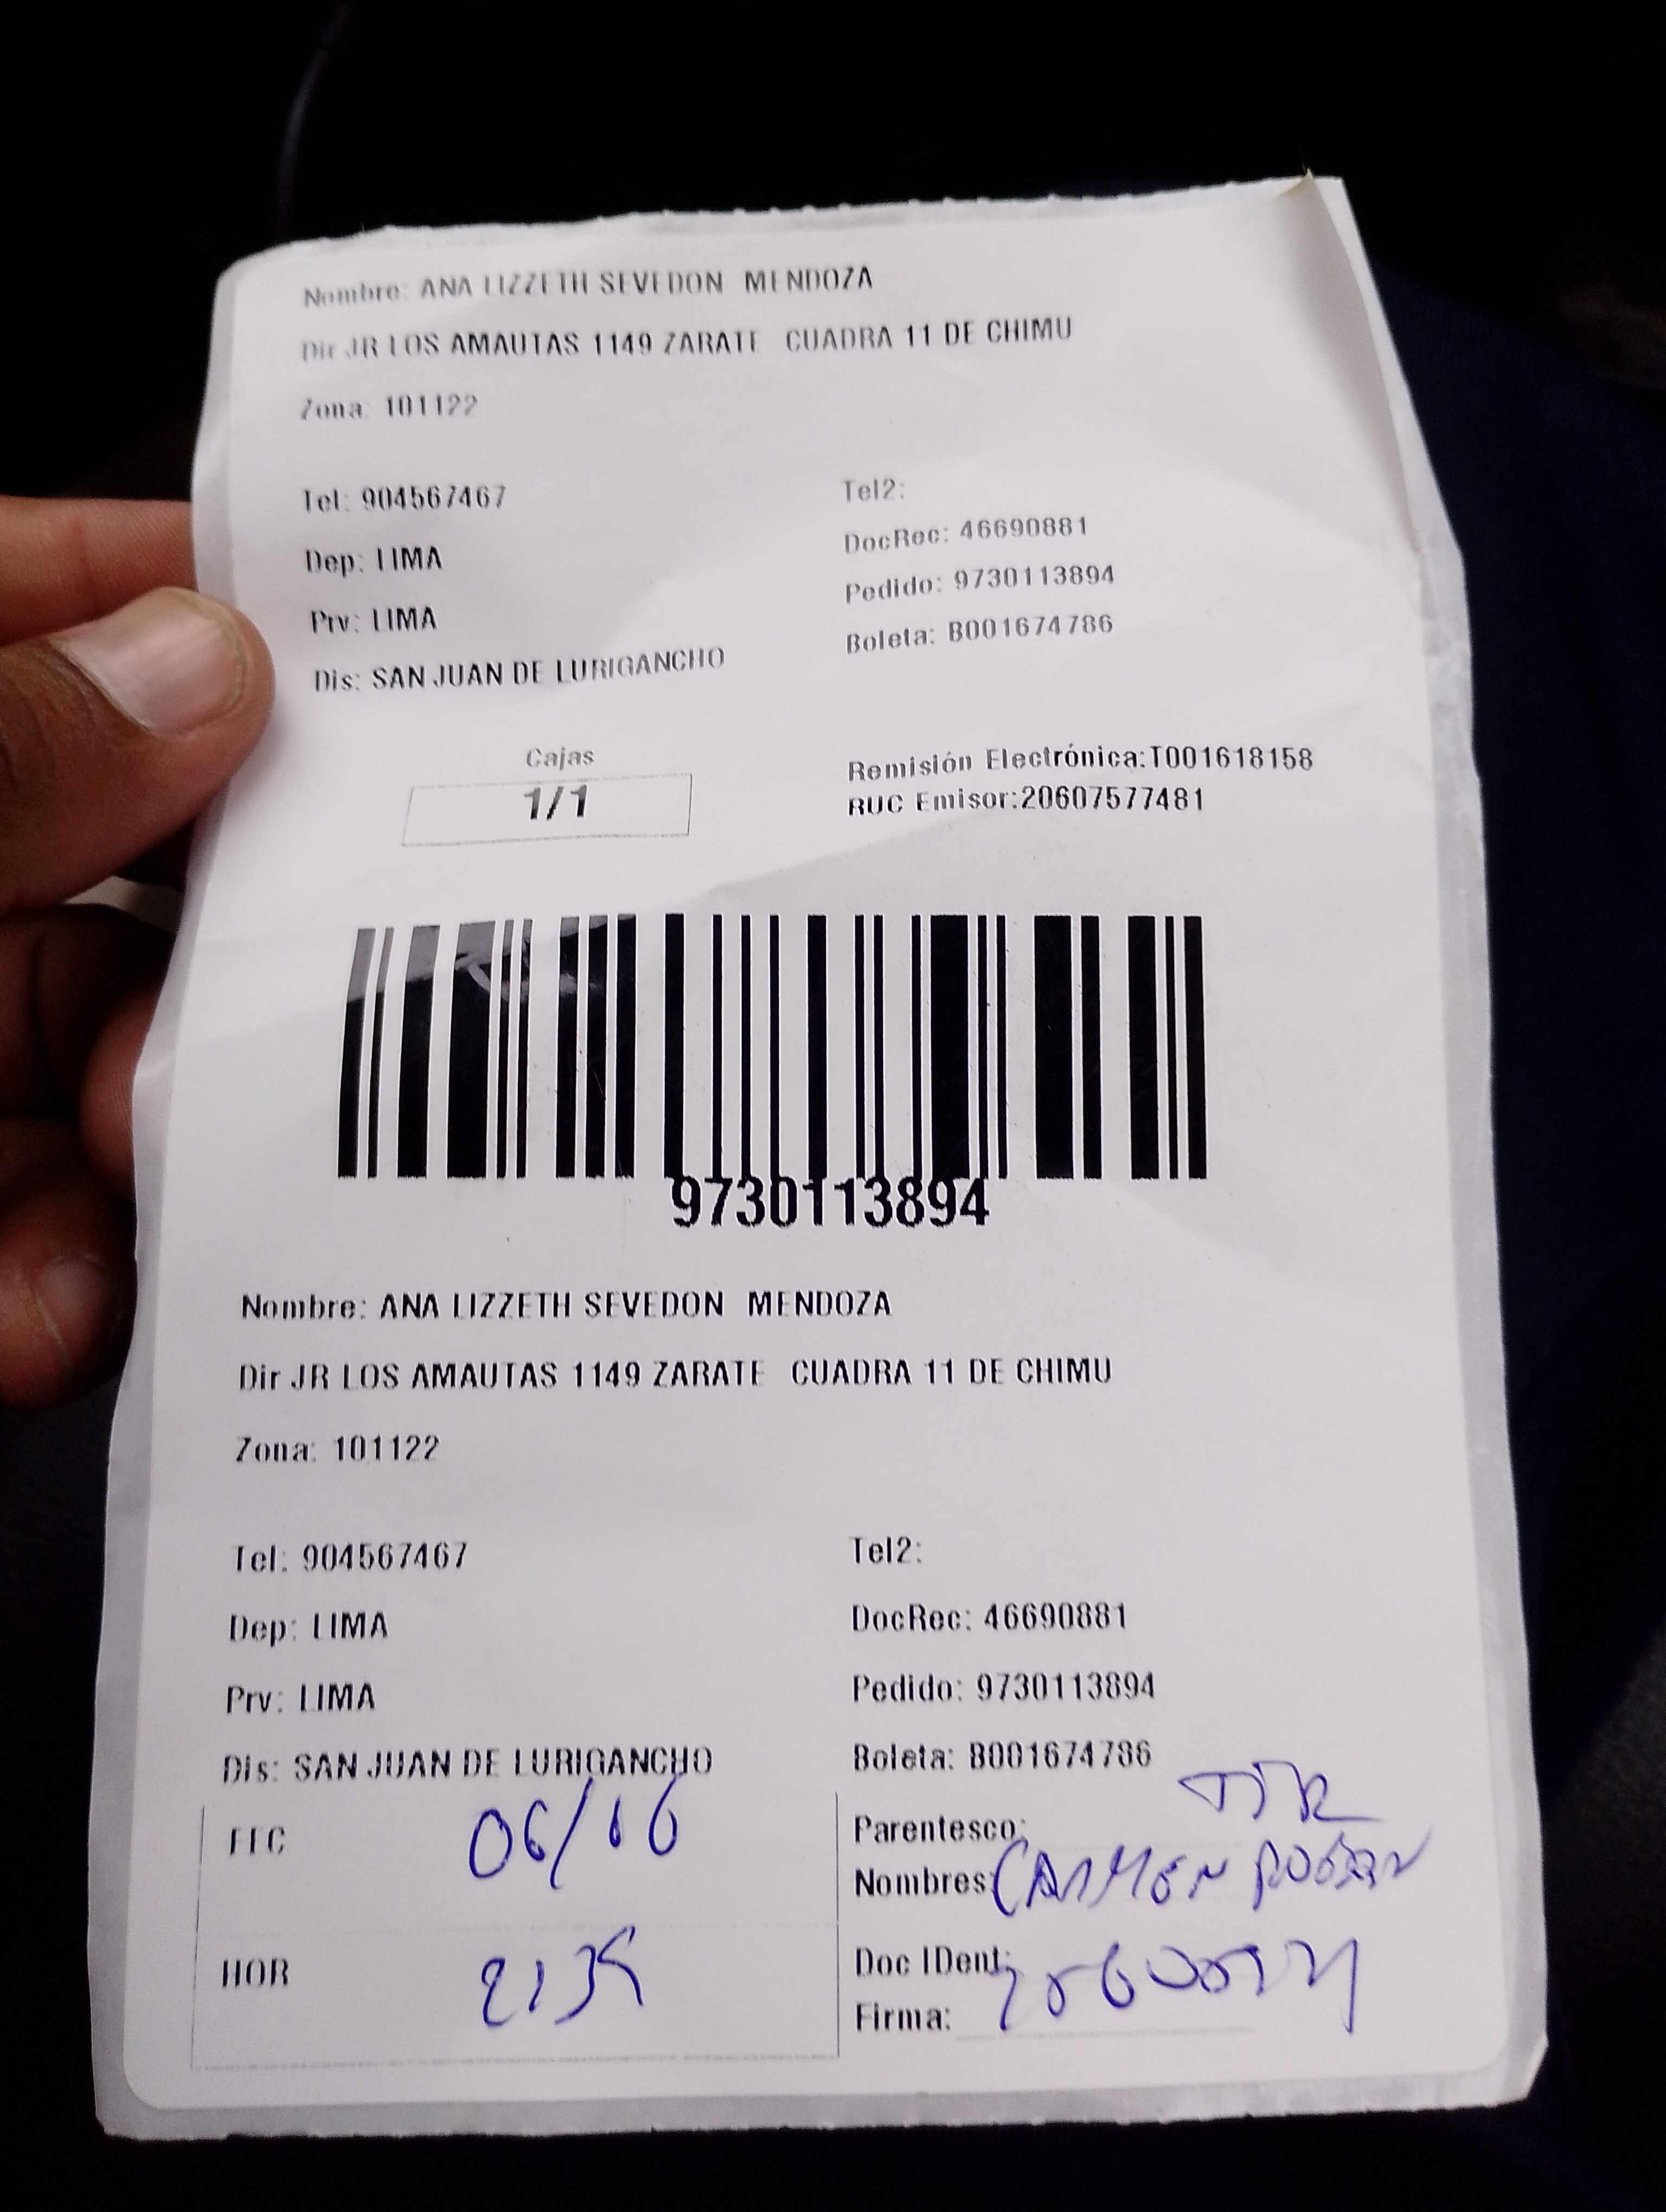 Nombre: ANA LIZZETH SEVEDON MENDOZA
Dir JR LOS AMAUTAS 1149 ZARATE CUADRA 11 DE CHIMU
Zona: 101122
Tel: 904567467
Tel2:
Dep: LIMA
DocRec: 46690881
Prv: LIMA
Pedido: 9730113894
Dis: SAN JUAN DE LURIGANCHO
Boleta: B001674786
Cajas
1/1
Remisión Electrónica:T001618158
RUC Emisor:20607577481
9730113894
Nombre: ANA LIZZETH SEVEDON MENDOZA
Dir JR LOS AMAUTAS 1149 ZARATE CUADRA 11 DE CHIMU
Zona: 101122
Tel: 904567467
Tel2:
Dep: LIMA
DocRec: 46690881
Prv: LIMA
Pedido: 9730113894
Dis: SAN JUAN DE LURIGANCHO
Boleta: B001674786
FEC 06/
Parentesco:
Nombres: CARMEN
HOR
Doc IDent:
Firma: